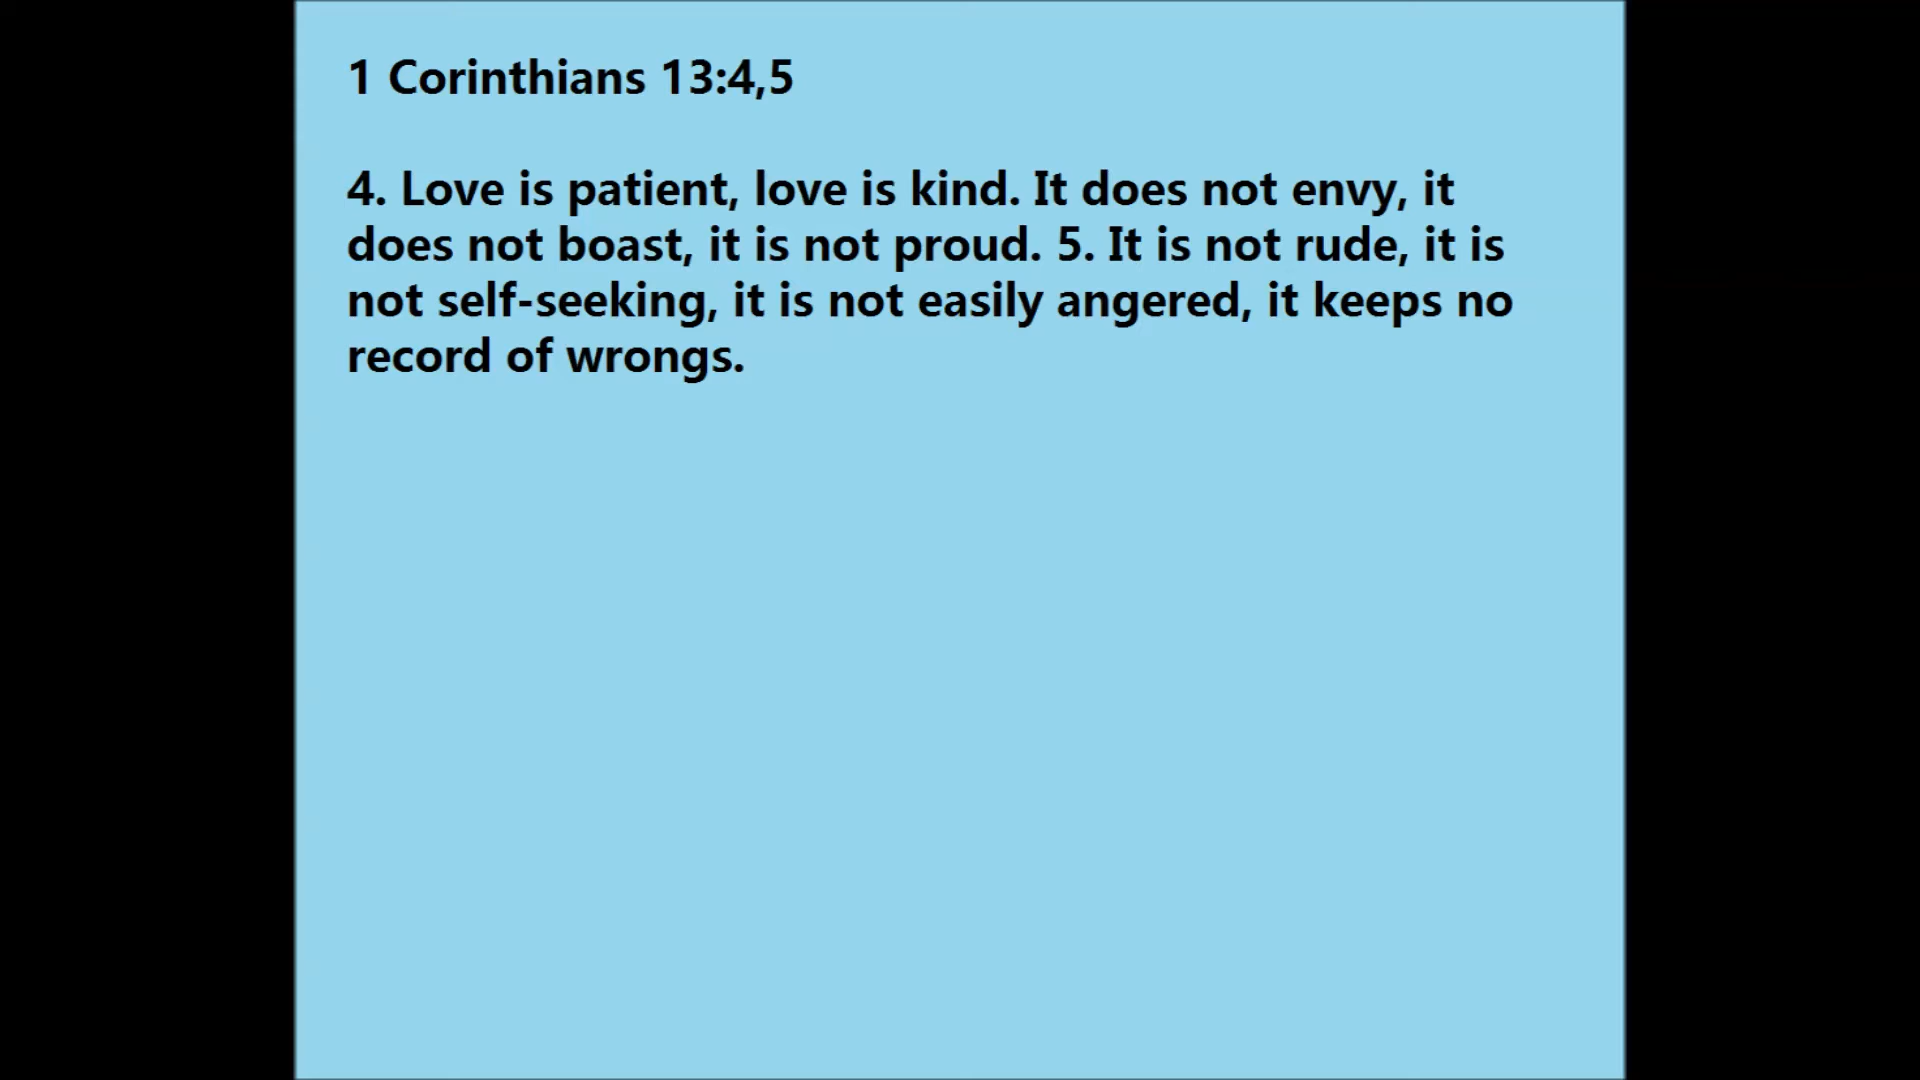 1 Corinthians 13:4,5
4. Love is patient, love is kind. It does not envy, it
does not boast, it is not proud. 5. It is not rude, it is
not self-seeking, it is not easily angered, it keeps no
record of wrongs.